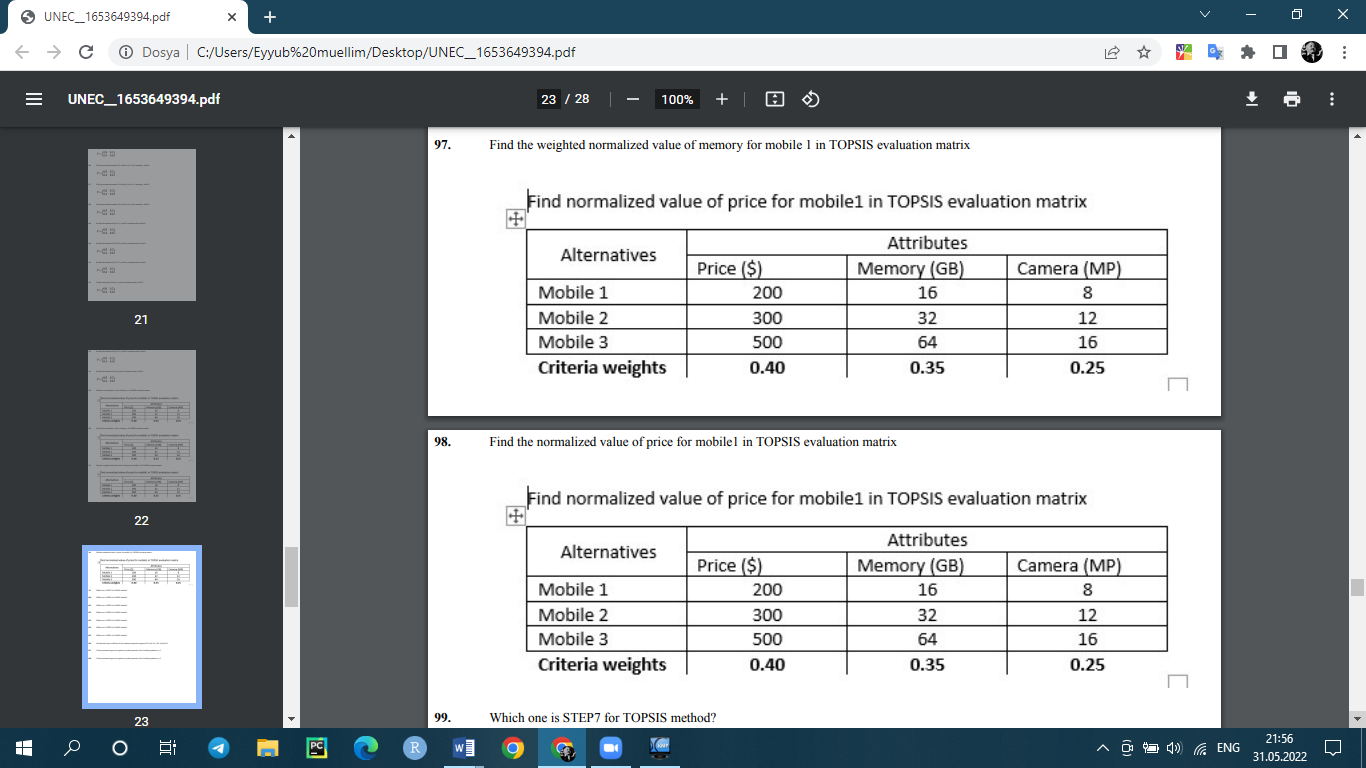 UNEC__1653649394.pdf
Dosya C:/Users/Eyyub%20muellim/Desktop/UNEC__1653649394.pdf
UNEC__1653649394.pdf 23 / 28 100%
21
22
23
97. Find the weighted normalized value of memory for mobile 1 in TOPSIS evaluation matrix
Find normalized value of price for mobile1 in TOPSIS evaluation matrix
Alternatives Attributes
Price ($) Memory (GB) Camera (MP)
Mobile 1 200 16 8
Mobile 2 300 32 12
Mobile 3 500 64 16
Criteria weights 0.40 0.35 0.25
98. Find the normalized value of price for mobile1 in TOPSIS evaluation matrix
Find normalized value of price for mobile1 in TOPSIS evaluation matrix
Alternatives Attributes
Price ($) Memory (GB) Camera (MP)
Mobile 1 200 16 8
Mobile 2 300 32 12
Mobile 3 500 64 16
Criteria weights 0.40 0.35 0.25
99. Which one is STEP7 for TOPSIS method?
ENG
21:56
31.05.2022